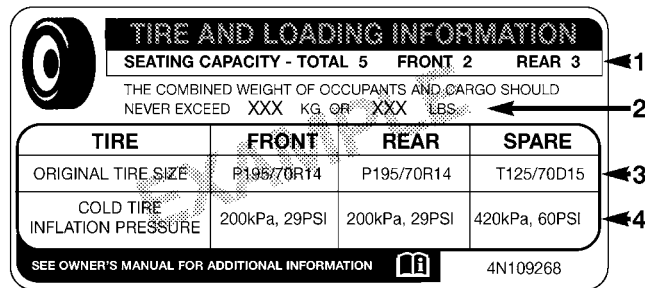 TIRE AND LOADING INFORMATION
SEATING CAPACITY - TOTAL 5 FRONT 2 REAR 3
1
THE COMBINED WEIGHT OF OCCUPANTS AND CARGO SHOULD
NEVER EXCEED XXX KG OR XXX LBS.
2
TIRE FRONT REAR SPARE
ORIGINAL TIRE SIZE P195/70R14 P195/70R14 T125/70D15
3
COLD TIRE
INFLATION PRESSURE 200kPa, 29PSI 200kPa, 29PSI 420kPa, 60PSI
4
SEE OWNER'S MANUAL FOR ADDITIONAL INFORMATION 4N109268
EXAMPLE